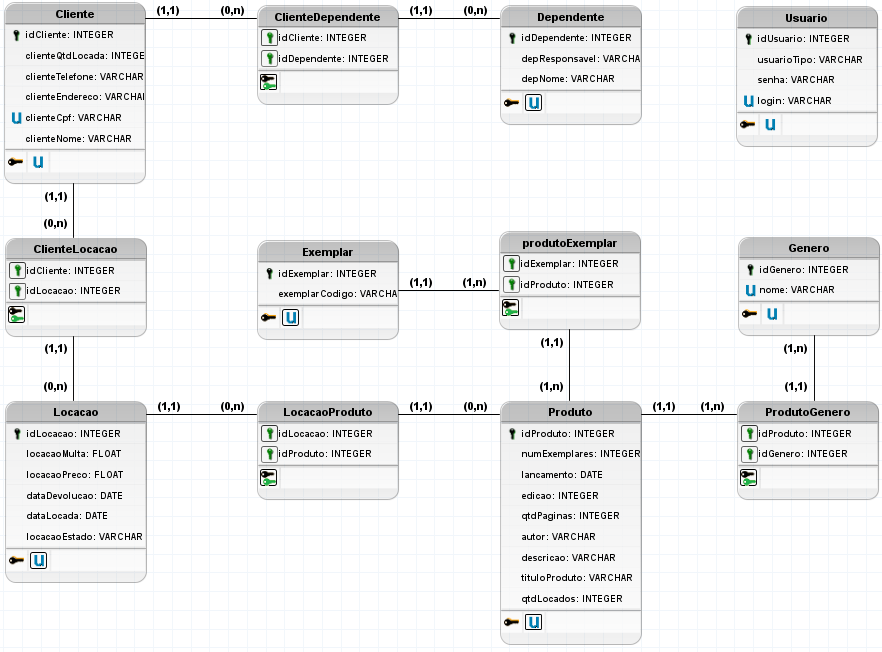 Cliente
idCliente: INTEGER
clienteQtdLocada: INTEGE
clienteTelefone: VARCHAR
clienteEndereco: VARCHAI
U clienteCpf: VARCHAR
clienteNome: VARCHAR
U
(1,1) (0,n)
ClienteDependente
idCliente: INTEGER
idDependente: INTEGER
(1,1) (0,n)
Dependente
idDependente: INTEGER
depResponsavel: VARCHA
depNome: VARCHAR
U
Usuario
idUsuario: INTEGER
usuarioTipo: VARCHAR
senha: VARCHAR
U login: VARCHAR
U
(1,1)
(0,n)
ClienteLocacao
idCliente: INTEGER
idLocacao: INTEGER
Exemplar
idExemplar: INTEGER
exemplarCodigo: VARCHA
U
(1,1) (1,n)
produtoExemplar
idExemplar: INTEGER
idProduto: INTEGER
Genero
idGenero: INTEGER
U nome: VARCHAR
U
(1,1)
(0,n)
(1,1)
(1,n)
(1,n)
(1,1)
Locacao
idLocacao: INTEGER
locacaoMulta: FLOAT
locacaoPreco: FLOAT
dataDevolucao: DATE
dataLocada: DATE
locacaoEstado: VARCHAR
U
(1,1) (0,n)
LocacaoProduto
idLocacao: INTEGER
idProduto: INTEGER
(1,1) (0,n)
Produto
idProduto: INTEGER
numExemplares: INTEGER
lancamento: DATE
edicao: INTEGER
qtdPaginas: INTEGER
autor: VARCHAR
descricao: VARCHAR
tituloProduto: VARCHAR
qtdLocados: INTEGER
U
(1,1) (1,n)
ProdutoGenero
idProduto: INTEGER
idGenero: INTEGER